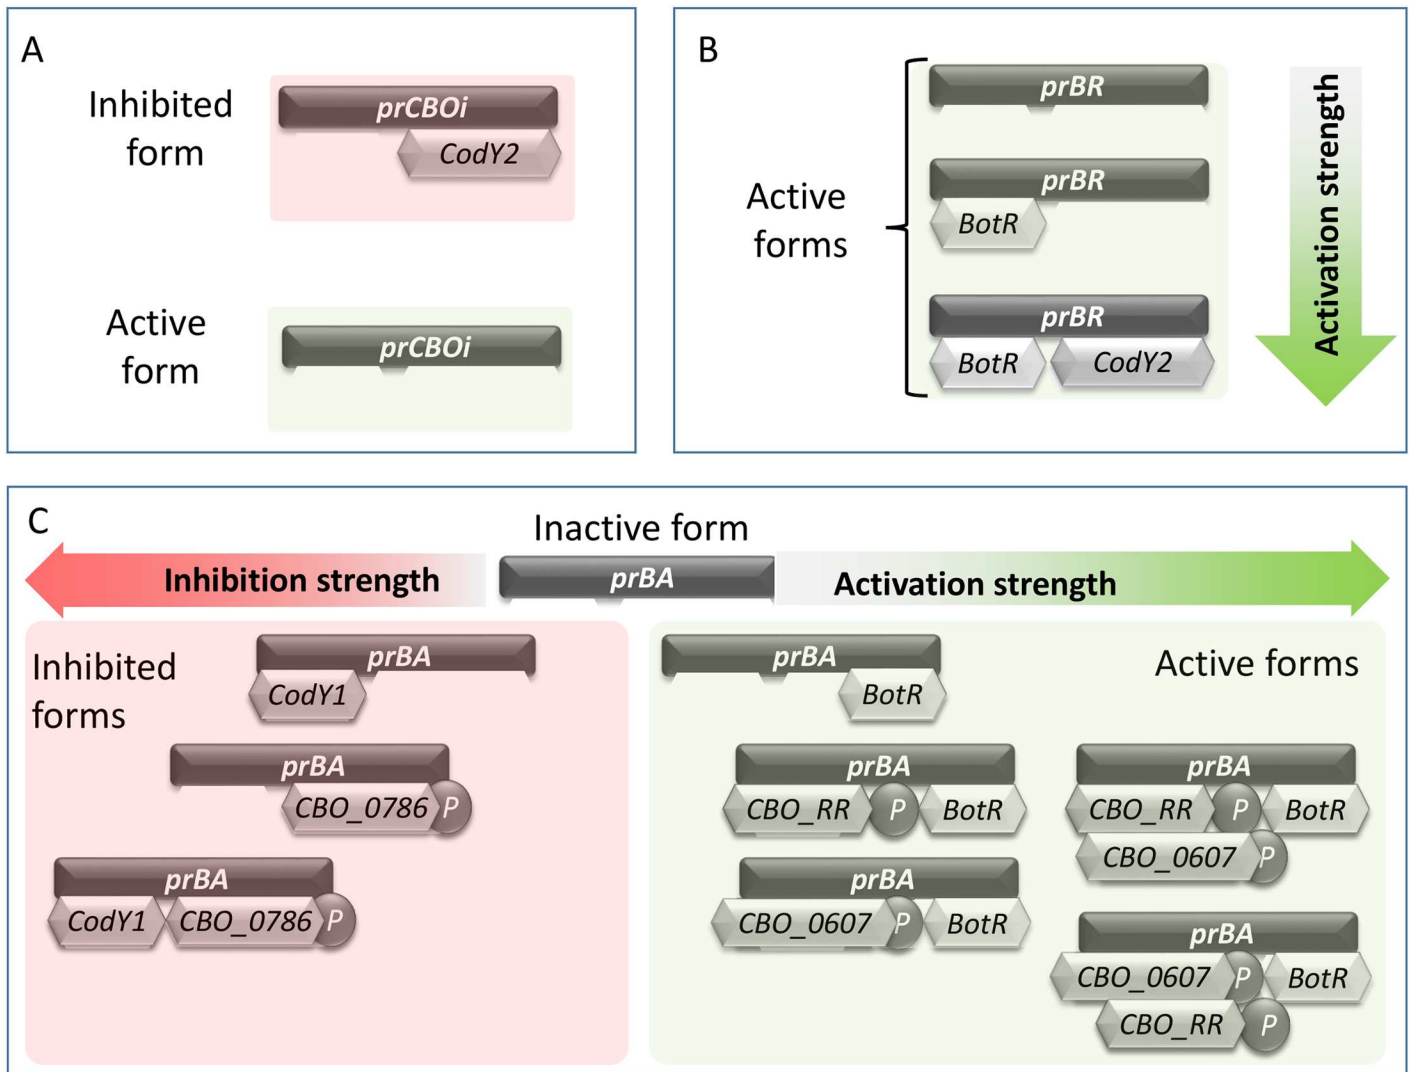 A
Inhibited
form
prCBOi
CodY2
Active
form
prCBOi
B
Active
forms
prBR
prBR
BotR
prBR
BotR CodY2
Activation strength
C
Inactive form
Inhibition strength
prBA
Activation strength
Inhibited
forms
prBA
CodY1
prBA
CBO_0786 P
prBA
CodY1 CBO_0786 P
Active forms
prBA
BotR
prBA
CBO_RR P BotR
prBA
CBO_0607 P BotR
prBA
CBO_RR P BotR
CBO_0607 P
prBA
CBO_0607 P BotR
CBO_RR P